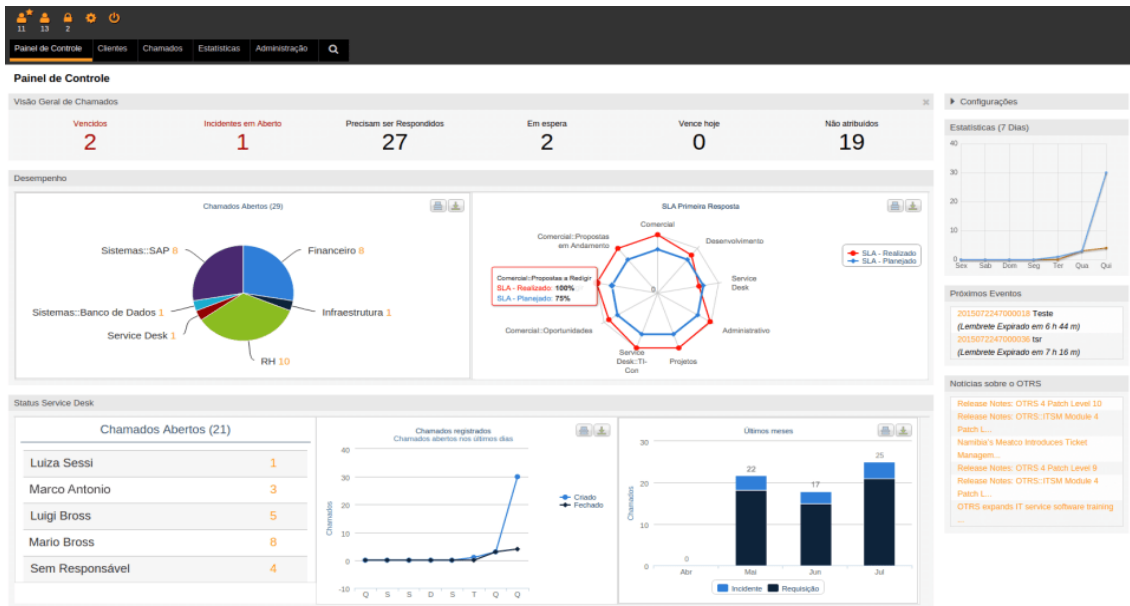 11 13 2
Painel de Controle Clientes Chamados Estatísticas Administração
Painel de Controle
Visão Geral de Chamados
Vencidos Incidentes em Aberto Precisam ser Respondidos Em espera Vence hoje Não atribuídos
2 1 27 2 0 19
Desempenho
Chamados Abertos (29)
Sistemas::SAP 8
Financeiro 8
Sistemas::Banco de Dados 1
Infraestrutura 1
Service Desk 1
RH 10
SLA Primeira Resposta
Comercial
Comercial::Propostas
em Andamento
Desenvolvimento
Comercial::Propostas a Redigir
SLA - Realizado: 100%
SLA - Planejado: 75%
0
Service
Desk
Comercial::Oportunidades
Administrativo
Service
Desk::TI-
Con
Projetos
SLA - Realizado
SLA - Planejado
Status Service Desk
Chamados Abertos (21)
Luiza Sessi 1
Marco Antonio 3
Luigi Bross 5
Mario Bross 8
Sem Responsável 4
Chamados registrados
Chamados abertos nos últimos dias
Chamados
40
30
20
10
0
-10
Q S S D S T Q Q
Criado
Fechado
Últimos meses
Chamados
30
20
10
0
0 22 17 25
Abr Mai Jun Jul
Incidente Requisição
Configurações
Estatísticas (7 Dias)
40
30
20
10
0
Sex Sab Dom Seg Ter Qua Qui
Próximos Eventos
2015072247000018 Teste
(Lembrete Expirado em 6 h 44 m)
2015072247000036 tsr
(Lembrete Expirado em 7 h 16 m)
Notícias sobre o OTRS
Release Notes: OTRS 4 Patch Level 10
Release Notes: OTRS::ITSM Module 4
Patch L...
Namibia's Meatco Introduces Ticket
Managem...
Release Notes: OTRS 4 Patch Level 9
Release Notes: OTRS::ITSM Module 4
Patch L...
OTRS expands IT service software training
...